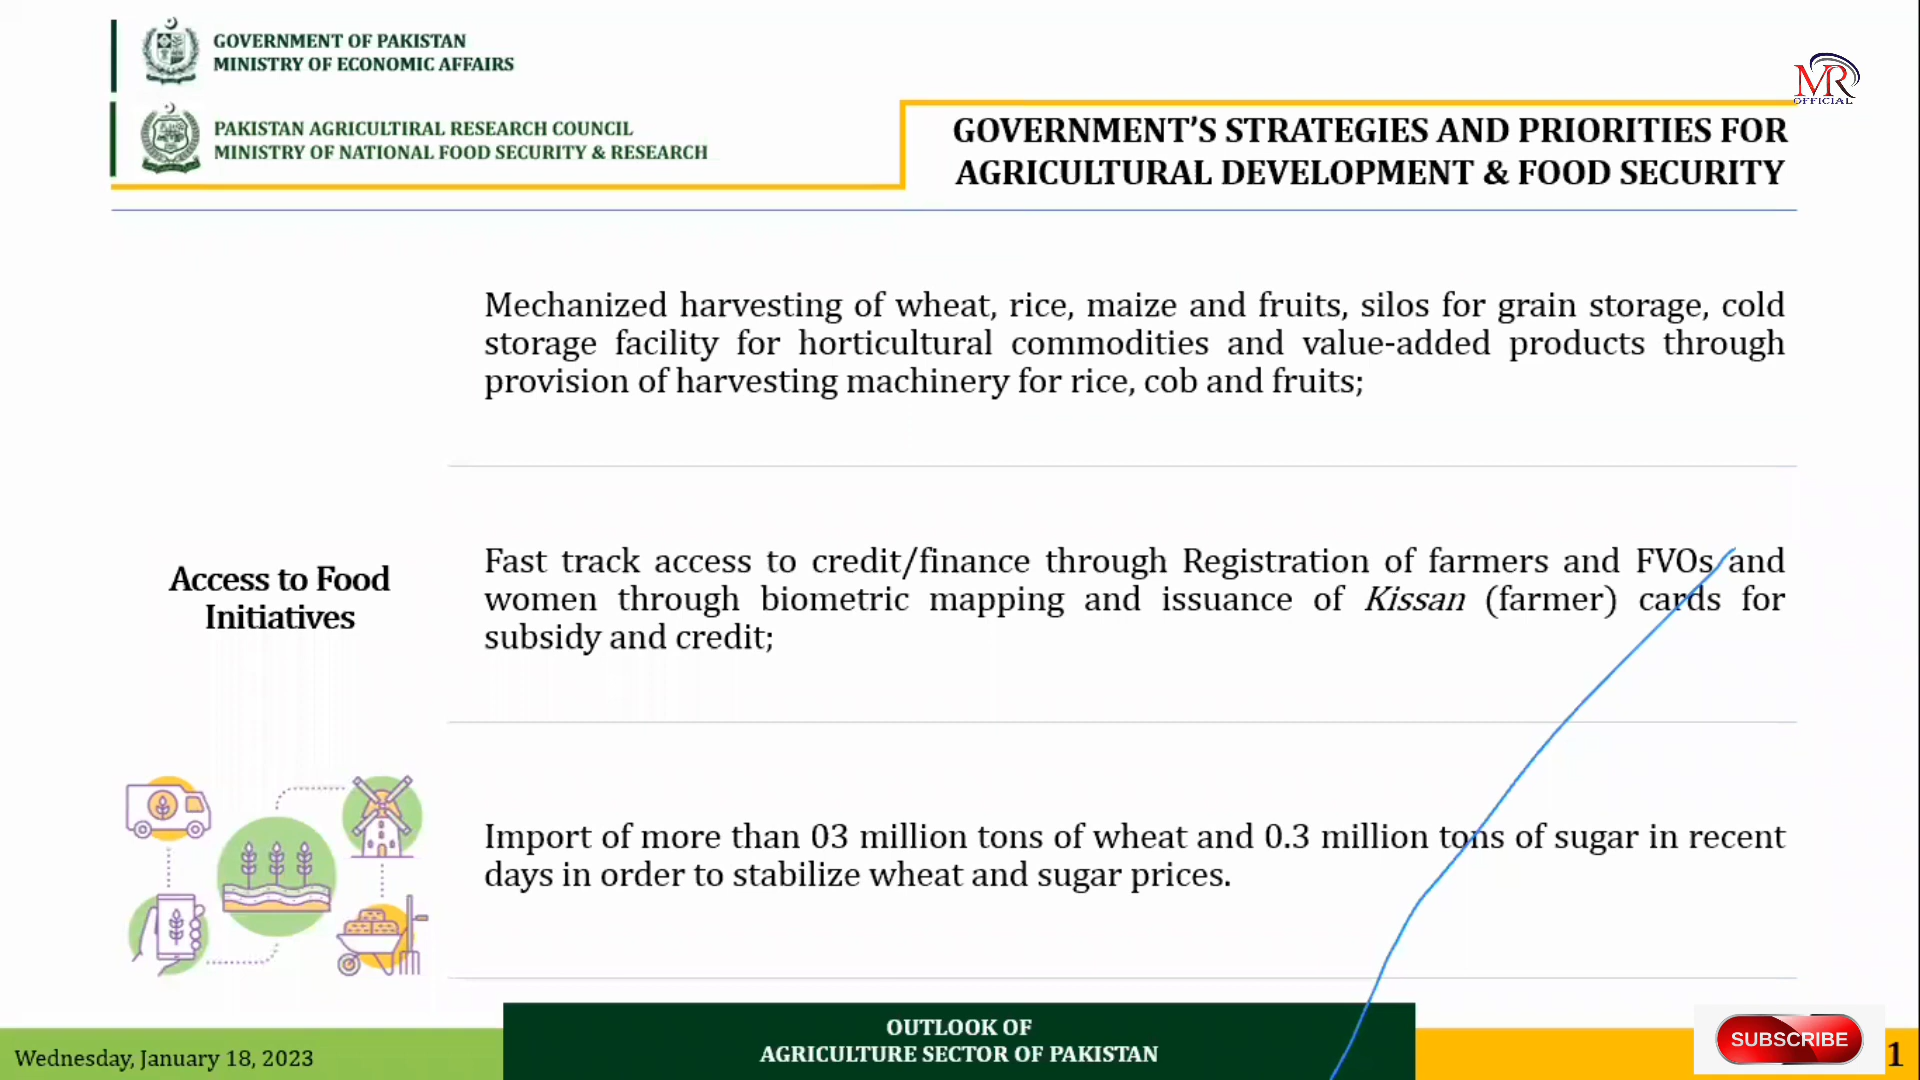 GOVERNMENT OF PAKISTAN
MINISTRY OF ECONOMIC AFFAIRS
PAKISTAN AGRICULTIRAL RESEARCH COUNCIL
MINISTRY OF NATIONAL FOOD SECURITY & RESEARCH
MR
OFFICIAL
GOVERNMENT’S STRATEGIES AND PRIORITIES FOR
AGRICULTURAL DEVELOPMENT & FOOD SECURITY
Mechanized harvesting of wheat, rice, maize and fruits, silos for grain storage, cold
storage facility for horticultural commodities and value-added products through
provision of harvesting machinery for rice, cob and fruits;
Access to Food
Initiatives
Fast track access to credit/finance through Registration of farmers and FVOs and
women through biometric mapping and issuance of Kissan (farmer) cards for
subsidy and credit;
Import of more than 03 million tons of wheat and 0.3 million tons of sugar in recent
days in order to stabilize wheat and sugar prices.
Wednesday, January 18, 2023
OUTLOOK OF
AGRICULTURE SECTOR OF PAKISTAN
SUBSCRIBE
1